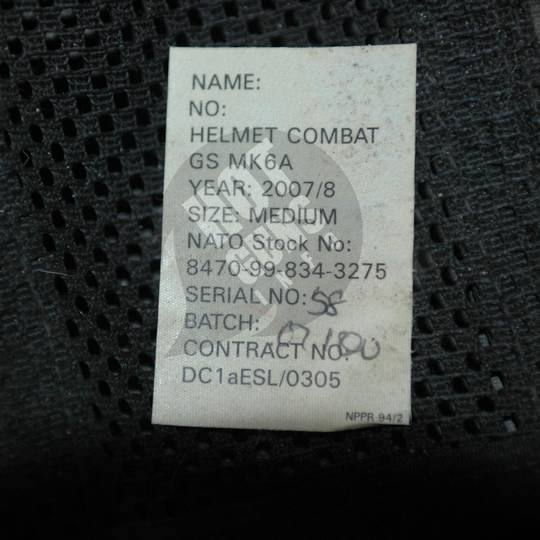 NAME:
NO:
HELMET COMBAT
GS MK6A
YEAR: 2007/8
SIZE: MEDIUM
NATO Stock No:
8470-99-834-3275
SERIAL NO: 58
BATCH:
CONTRACT NO:
DC1aESL/0305
NPPR 94/2